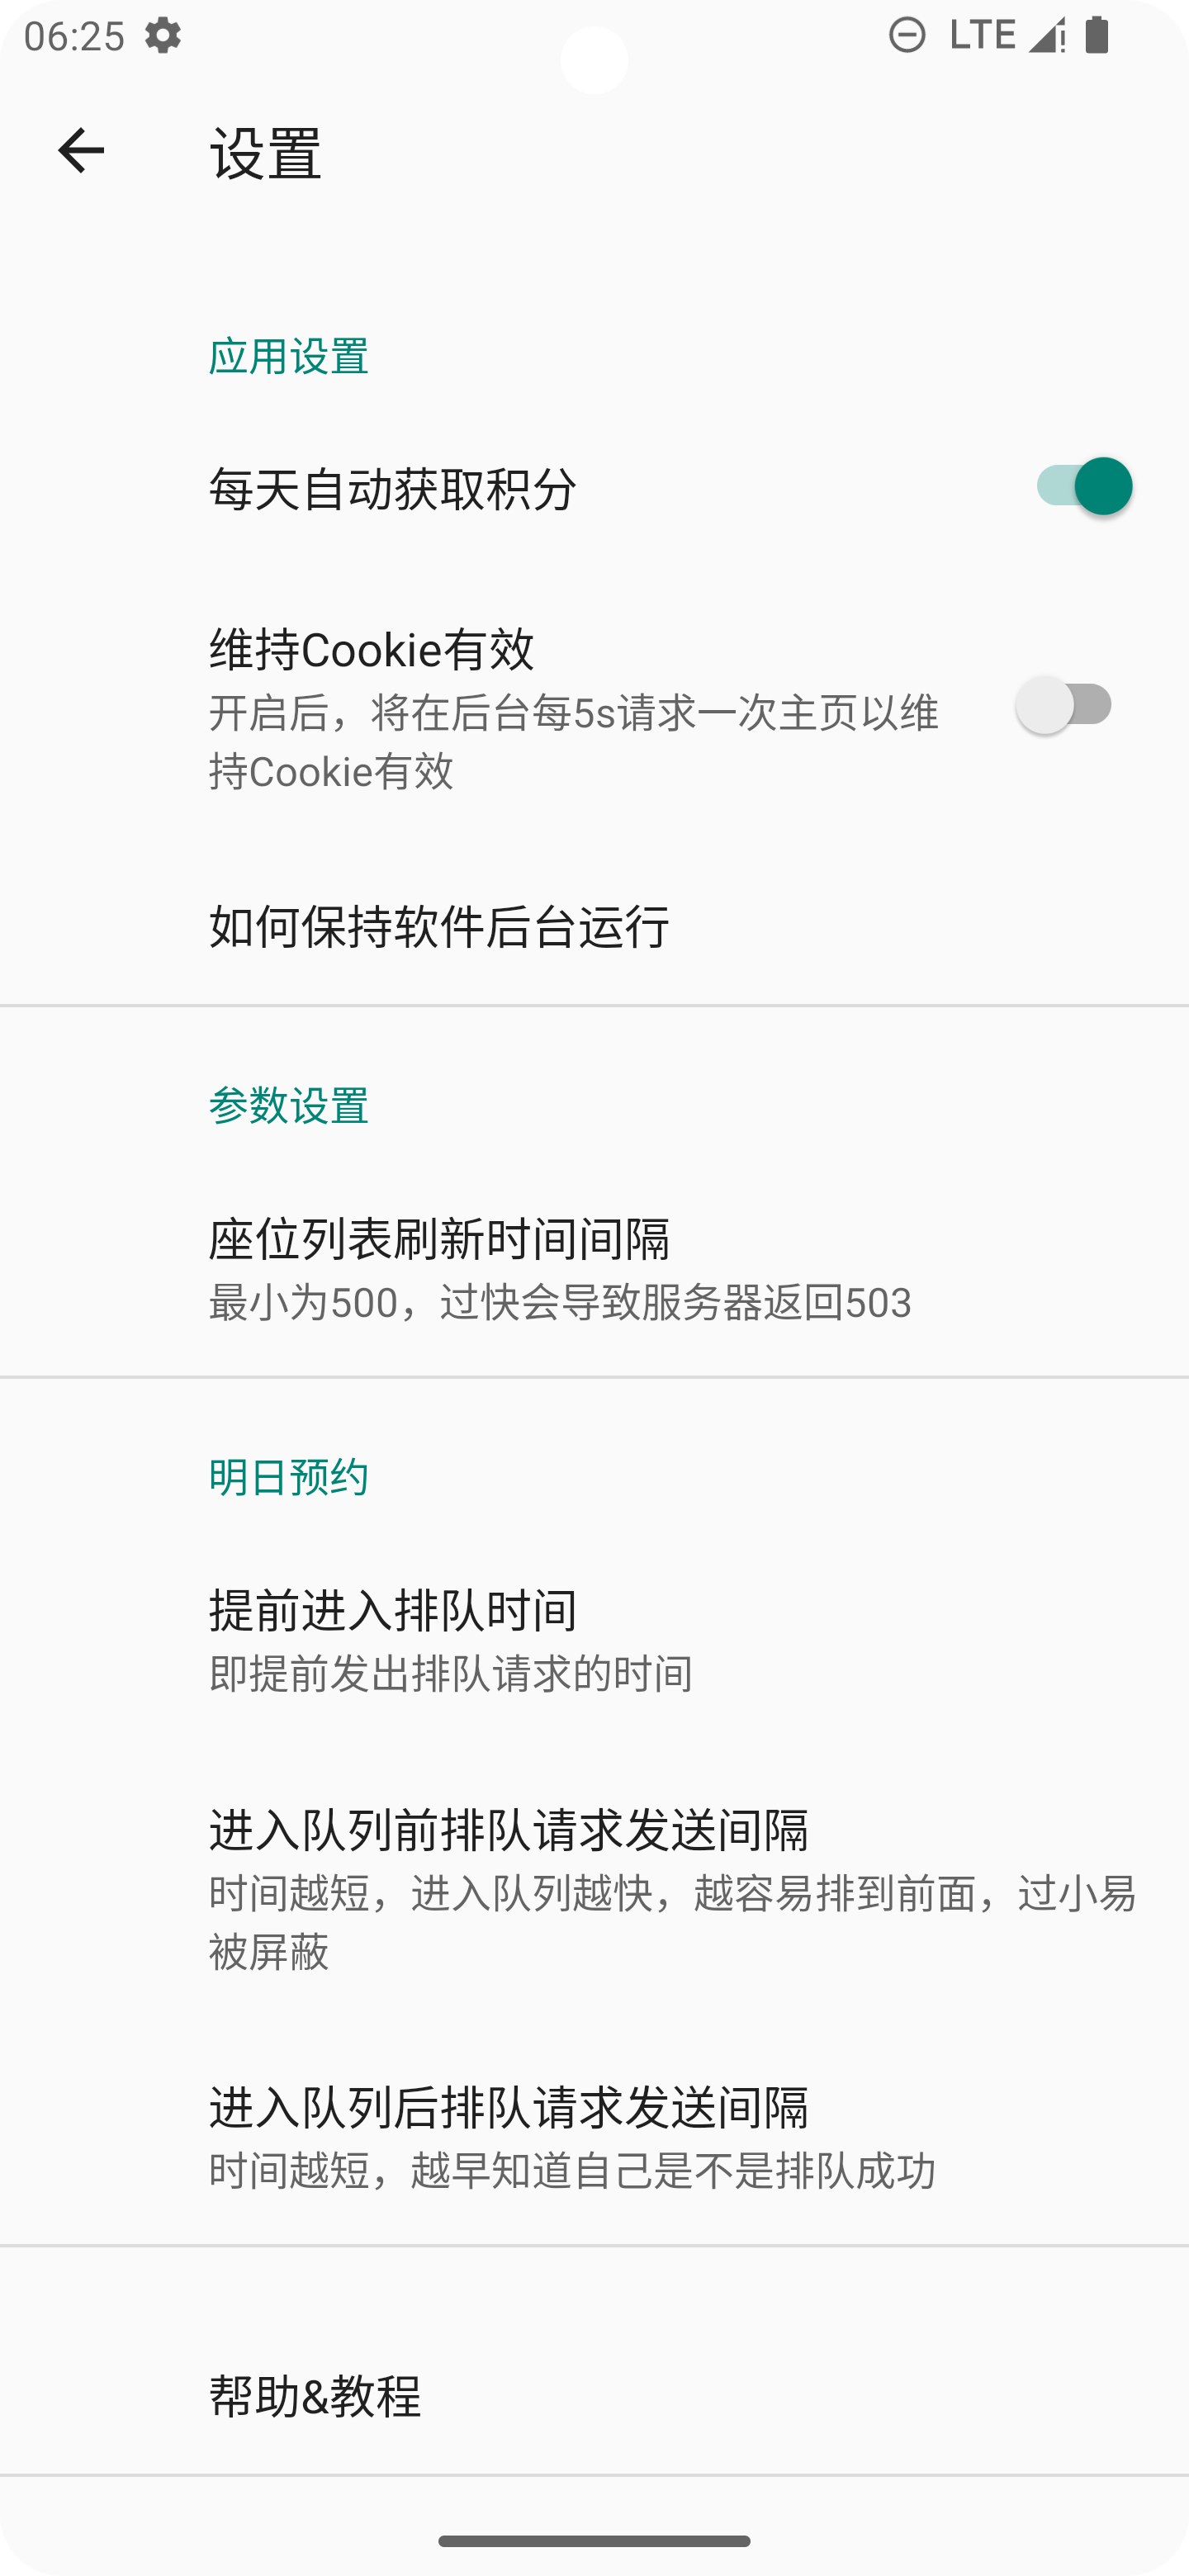 06:25
LTE
设置
应用设置
每天自动获取积分
维持Cookie有效
开启后，将在后台每5s请求一次主页以维
持Cookie有效
如何保持软件后台运行
参数设置
座位列表刷新时间间隔
最小为500，过快会导致服务器返回503
明日预约
提前进入排队时间
即提前发出排队请求的时间
进入队列前排队请求发送间隔
时间越短，进入队列越快，越容易排到前面，过小易
被屏蔽
进入队列后排队请求发送间隔
时间越短，越早知道自己是不是排队成功
帮助&教程